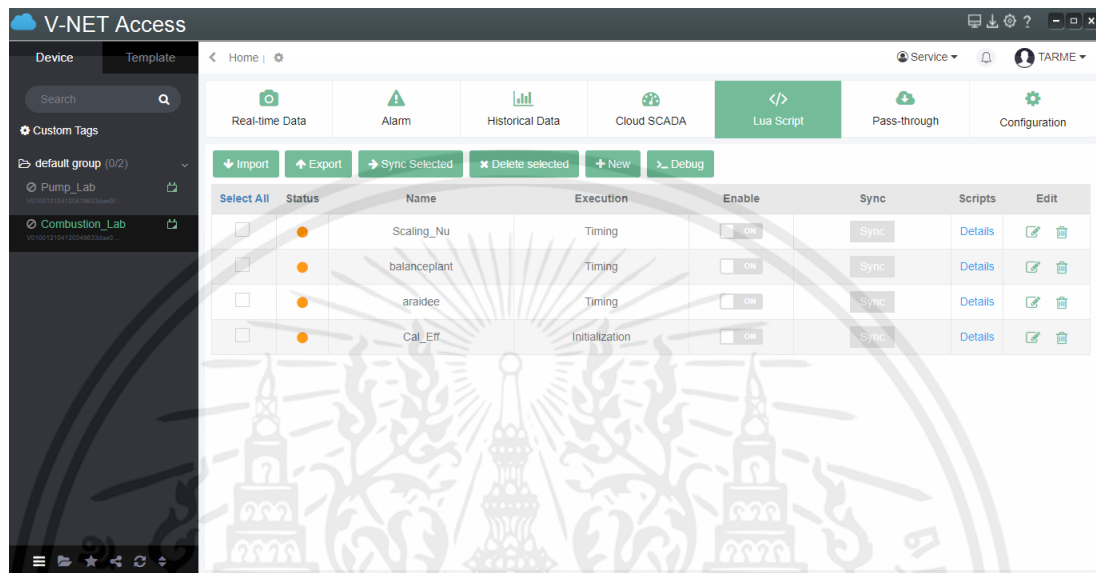 V-NET Access
Device Template
Home
Service TARME
Search
Custom Tags
default group (0/2)
Pump_Lab
Combustion_Lab
Real-time Data Alarm Historical Data Cloud SCADA Lua Script Pass-through Configuration
Import Export Sync Selected Delete selected New Debug
Select All Status Name Execution Enable Sync Scripts Edit
Scaling_Nu Timing ON Sync Details
balanceplant Timing ON Sync Details
araidee Timing ON Sync Details
Cal_Eff Initialization ON Sync Details